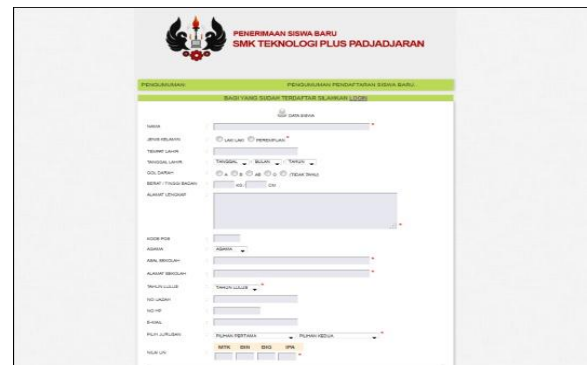 PENERIMAAN SISWA BARU
SMK TEKNOLOGI PLUS PADJADJARAN
PENGUMUMAN: PENGUMUMAN PENDAFTARAN SISWA BARU
BAGI YANG SUDAH TERDAFTAR SILAHKAN LOGIN
DATA SISWA
NAMA : *
JENIS KELAMIN : LAKI LAKI PEREMPUAN *
TEMPAT LAHIR :
TANGGAL LAHIR : TANGGAL / BULAN / TAHUN
GOL DARAH : A B AB O (TIDAK TAHU)
BERAT / TINGGI BADAN : KG / CM
ALAMAT LENGKAP : *
KODE POS :
AGAMA : AGAMA
ASAL SEKOLAH : *
ALAMAT SEKOLAH : *
TAHUN LULUS : TAHUN LULUS *
NO IJAZAH :
NO HP :
E-MAIL :
PILIH JURUSAN : PILIHAN PERTAMA PILIHAN KEDUA *
MTK BIN BIG IPA
NILAI UN : *